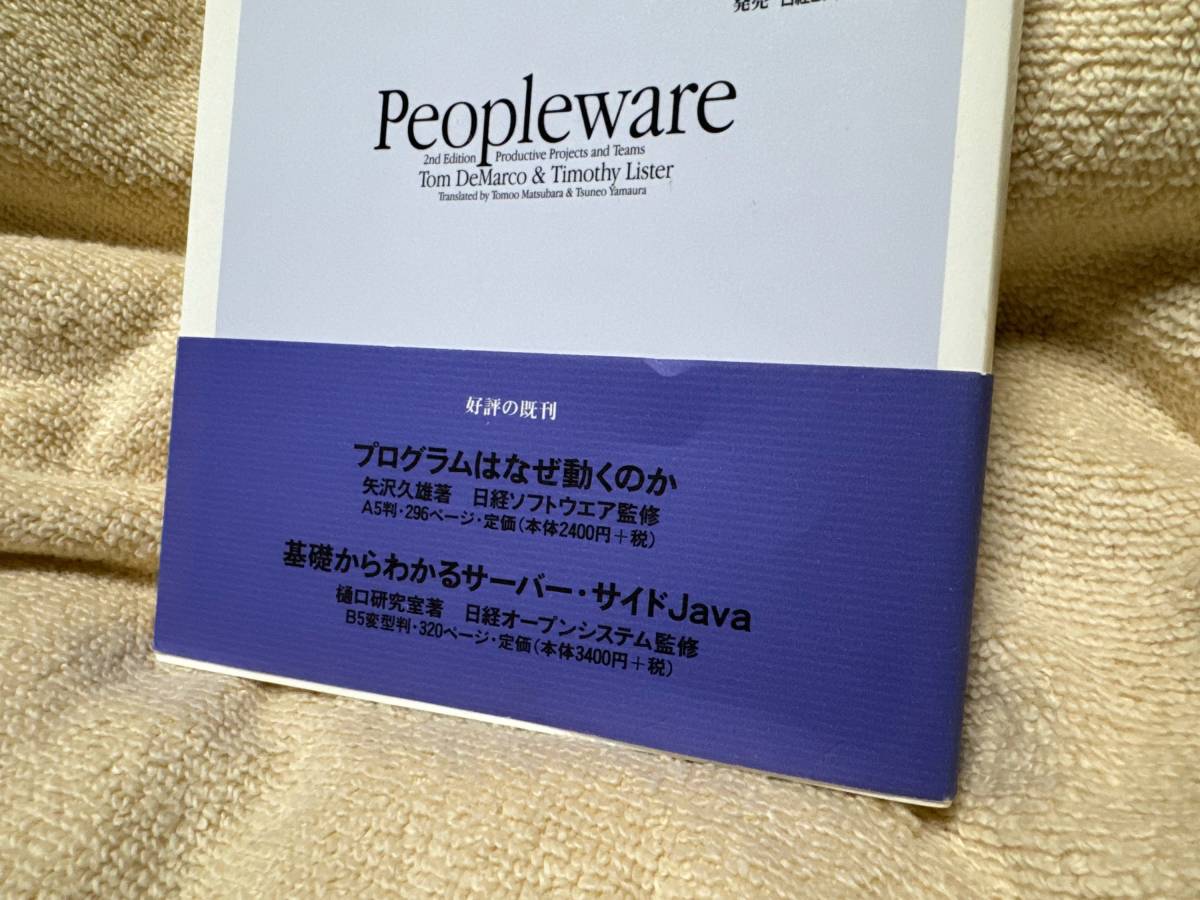 発売
Peopleware
2nd Edition Productive Projects and Teams
Tom DeMarco & Timothy Lister
Translated by Tomoo Matsubara & Tsuneo Yamaura
好評の既刊
プログラムはなぜ動くのか
矢沢久雄著 日経ソフトウエア監修
A5判・296ページ・定価(本体2400円+税)
基礎からわかるサーバー・サイドJava
樋口研究室著 日経オープンシステム監修
B5変型判・320ページ・定価(本体3400円+税)